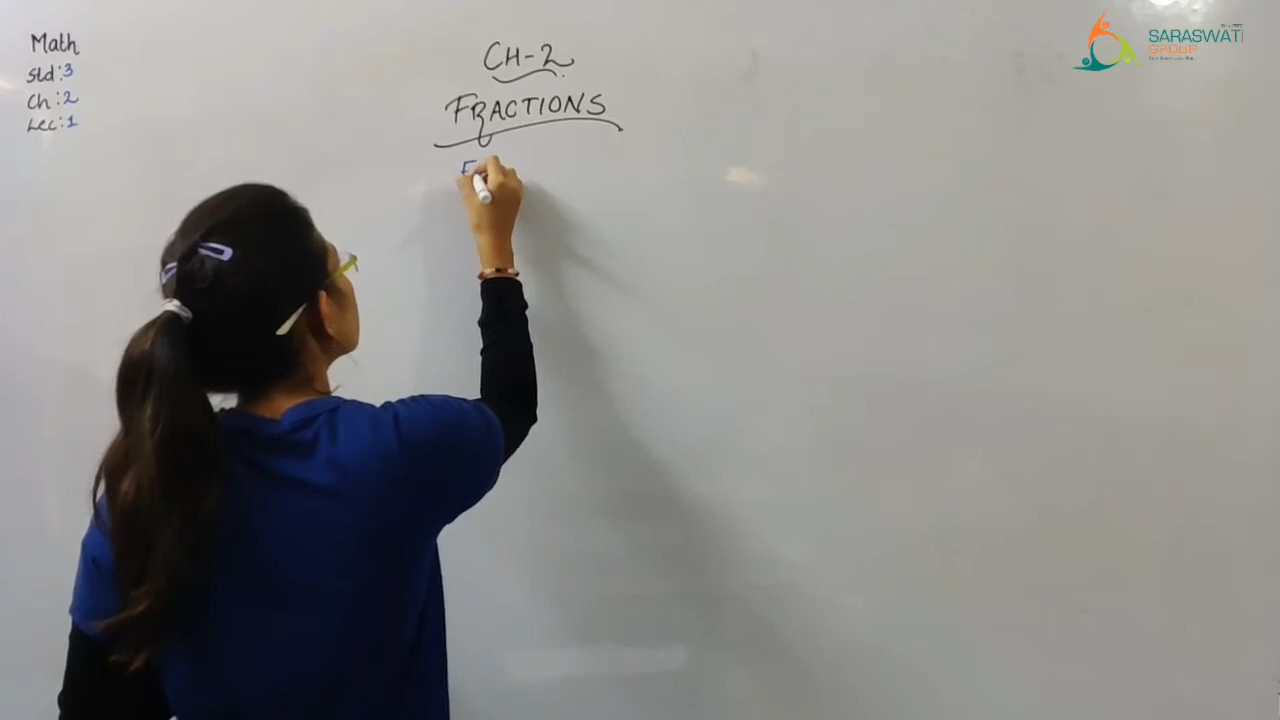 Math
Std:3
Ch:2
Lec:1
CH-2
FRACTIONS
SARASWATI
GROUP